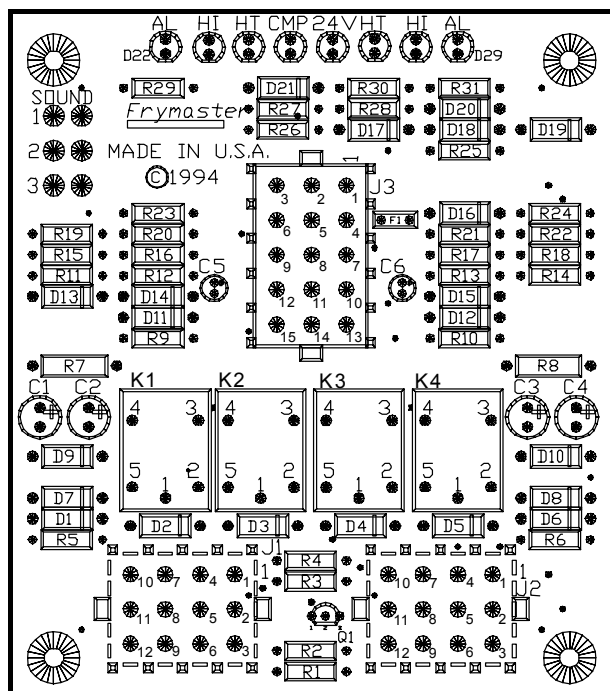 AL HI HT CMP 24V HT HI AL
D22 D29
R29 D21 R30 R31
SOUND Frymaster R27 R28 D20
1 R26 D17 D18 D19
2 MADE IN U.S.A. R25
3 ©1994 1 J3
3 2 1
R23 D16 R24
6 5 4 F1
R19 R20 R21 R22
R15 R16 9 8 7 R17 R18
R11 R12 C5 C6 R13 R14
D13 D14 12 11 10 D15
D11 D12
R9 15 14 13 R10
R7 R8
C1 C2 K1 K2 K3 K4 C3 C4
+ + + +
4 3 4 3 4 3 4 3
D9 D10
5 2 5 2 5 2 5 2
1 1 1 1
D7 D8
D1 D2 D3 D4 D5 D6
R5 J1 R6
R4
10 7 4 1 1 R3 10 7 4 1 1
J2
11 8 5 2 11 8 5 2
1 2 3 Q1
12 9 6 3 R2 12 9 6 3
R1